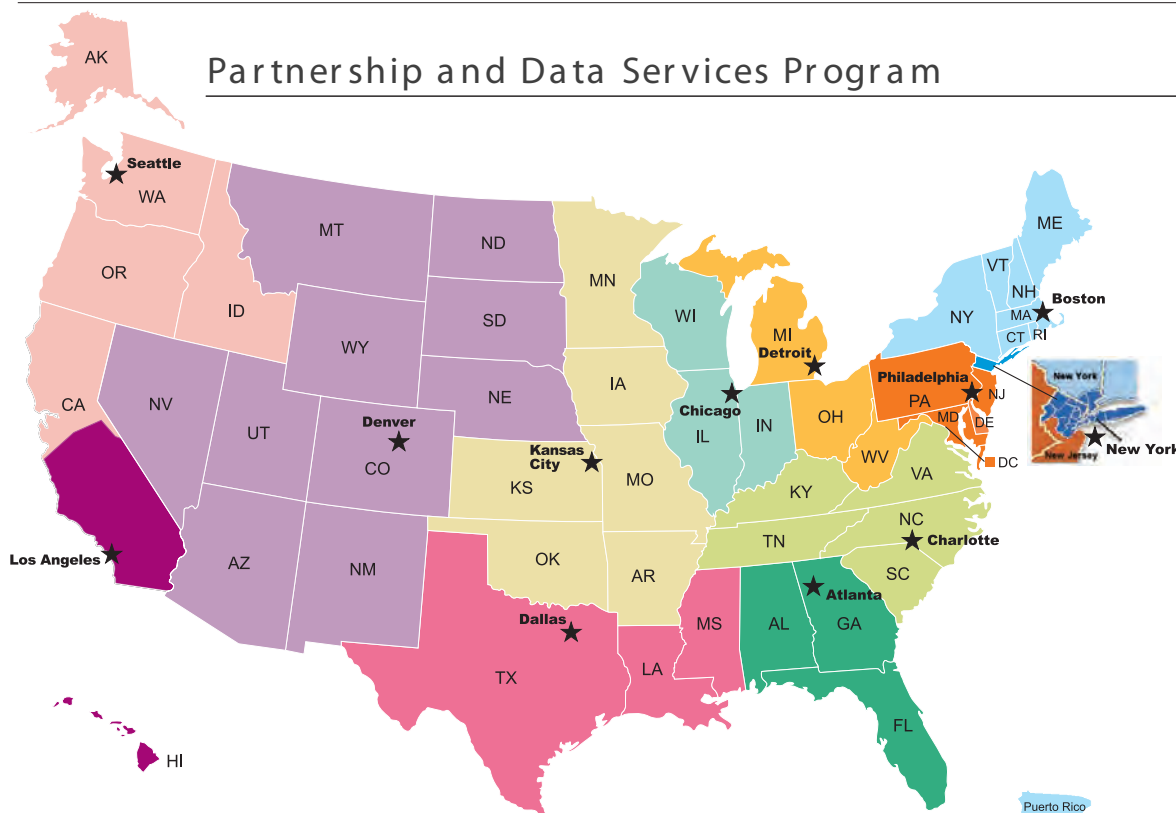 AK
Partnership and Data Services Program
Seattle
WA
MT
ND
MN
ME
VT
NH
OR
ID
SD
WI
MI
NY
MA
Boston
CT
RI
WY
Detroit
IA
NE
Philadelphia
PA
NJ
New York
CA
NV
UT
Denver
CO
Chicago
IL
IN
OH
MD
DE
New York
New Jersey
DC
WV
Kansas
City
KS
MO
KY
VA
NC
Charlotte
TN
Los Angeles
AZ
NM
OK
AR
SC
Dallas
TX
LA
MS
AL
Atlanta
GA
FL
HI
Puerto Rico